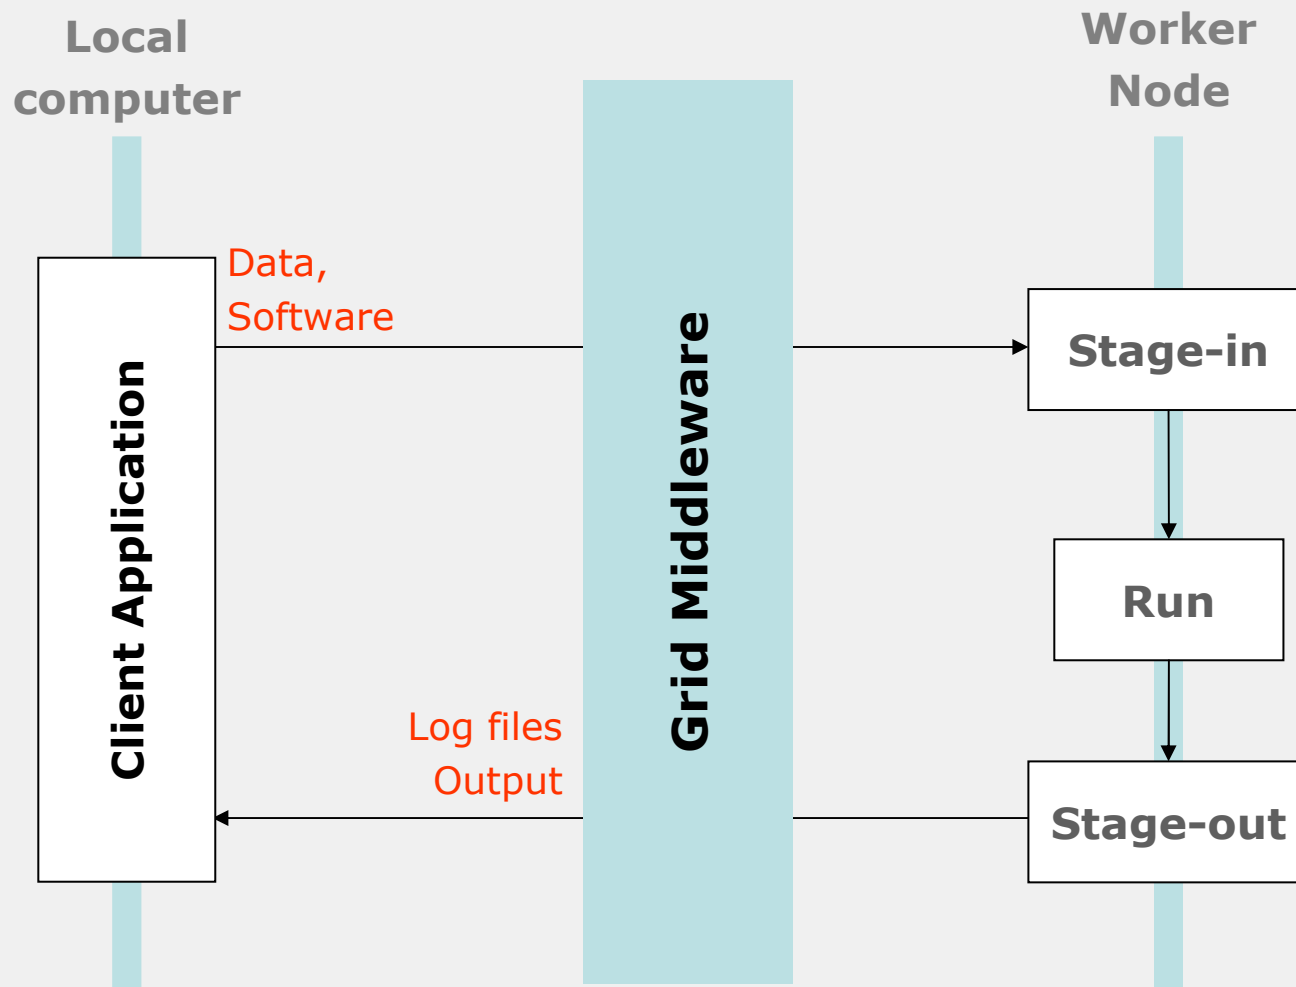 Local
computer
Worker
Node
Data,
Software
Client Application
Grid Middleware
Stage-in
Run
Log files
Output
Stage-out